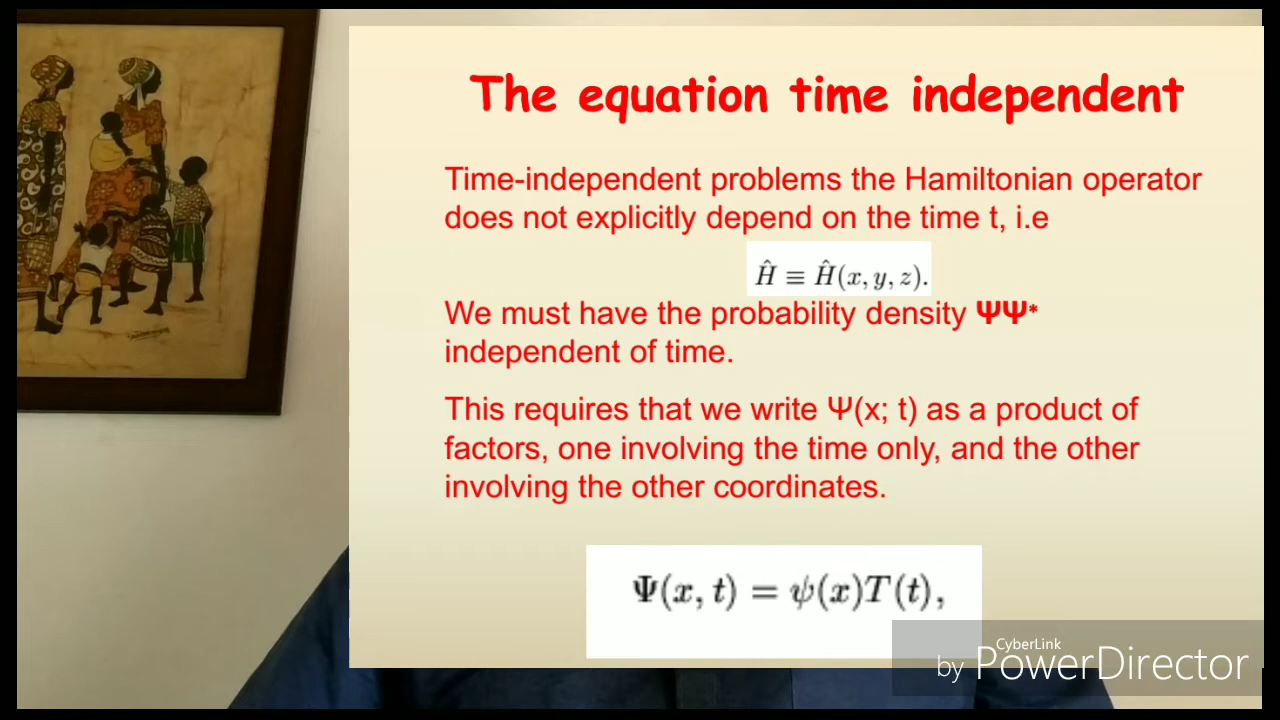 The equation time independent
Time-independent problems the Hamiltonian operator
does not explicitly depend on the time t, i.e
Ĥ ≡ Ĥ(x, y, z).
We must have the probability density ΨΨ*
independent of time.
This requires that we write Ψ(x; t) as a product of
factors, one involving the time only, and the other
involving the other coordinates.
Ψ(x, t) = ψ(x)T(t),
CyberLink
by PowerDirector